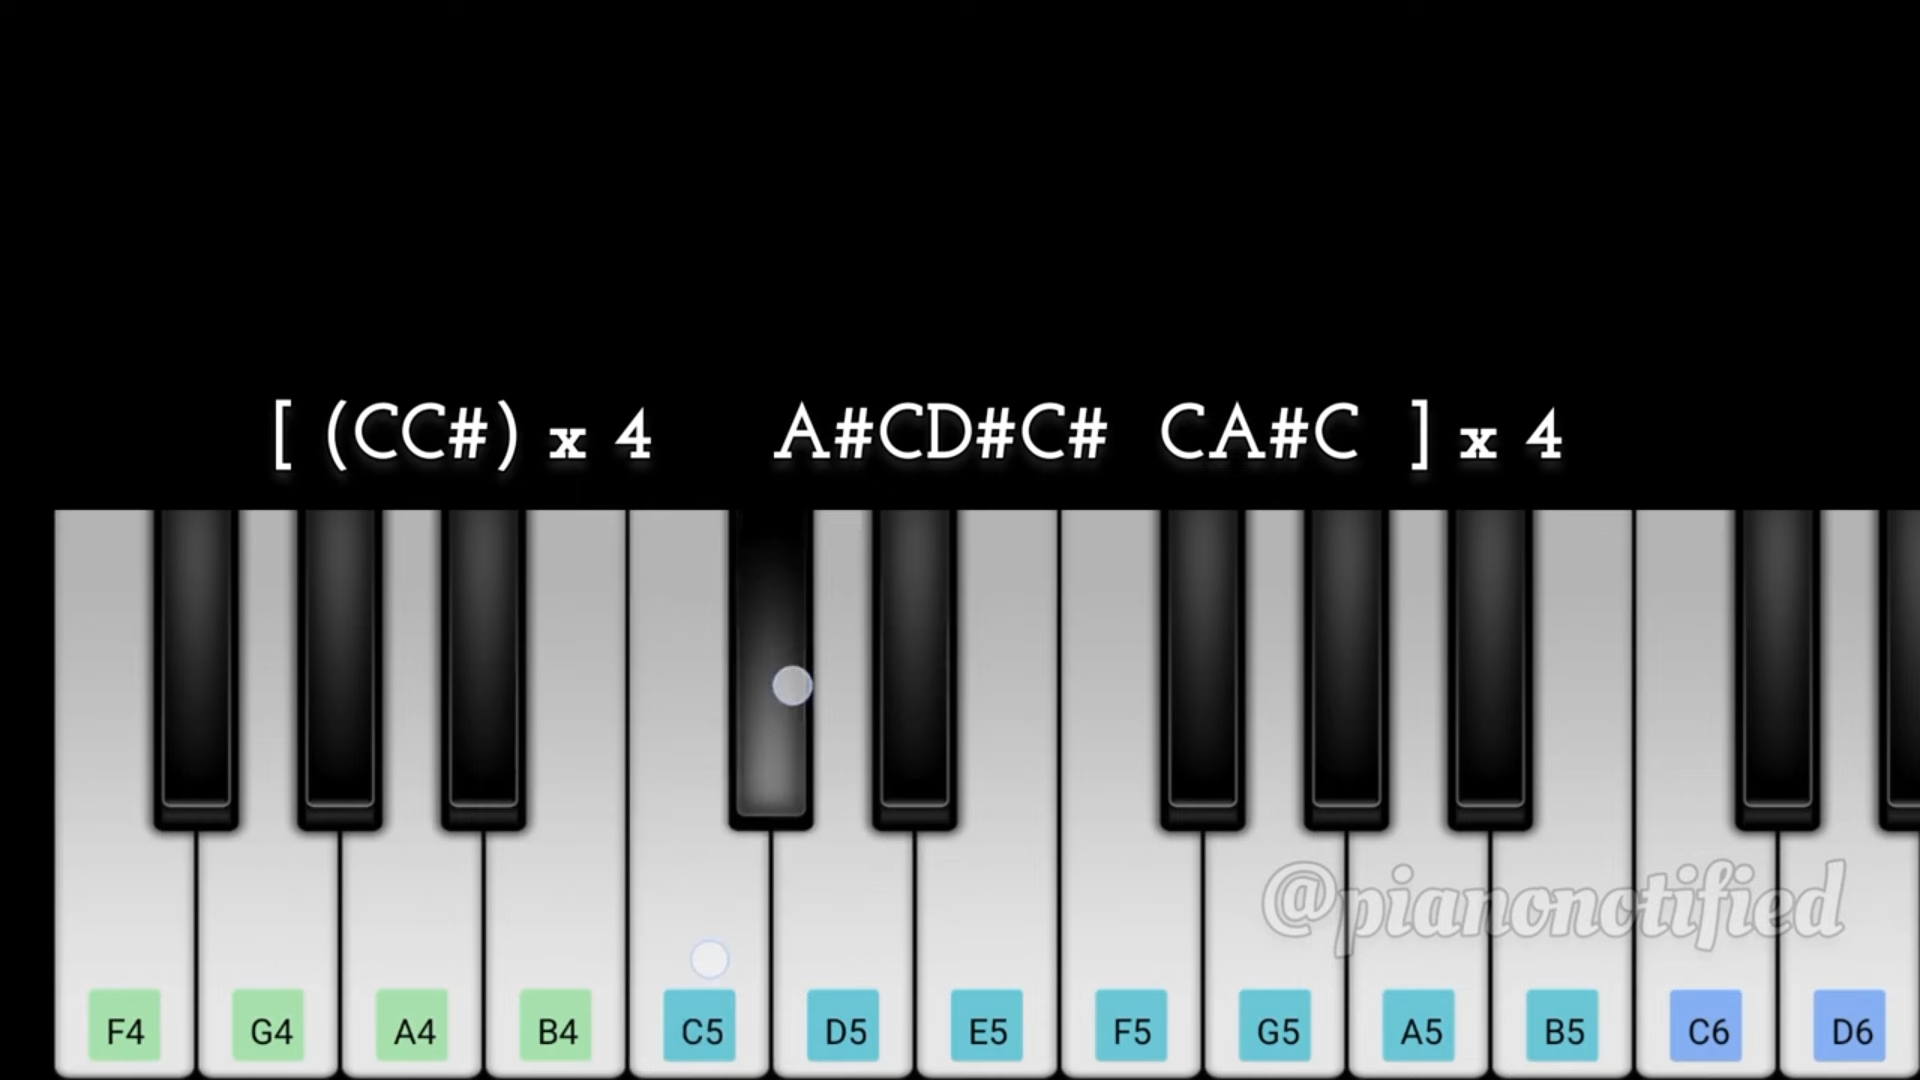 [ (CC#) x 4 A#CD#C# CA#C ] x 4
@pianonotified
F4 G4 A4 B4 C5 D5 E5 F5 G5 A5 B5 C6 D6